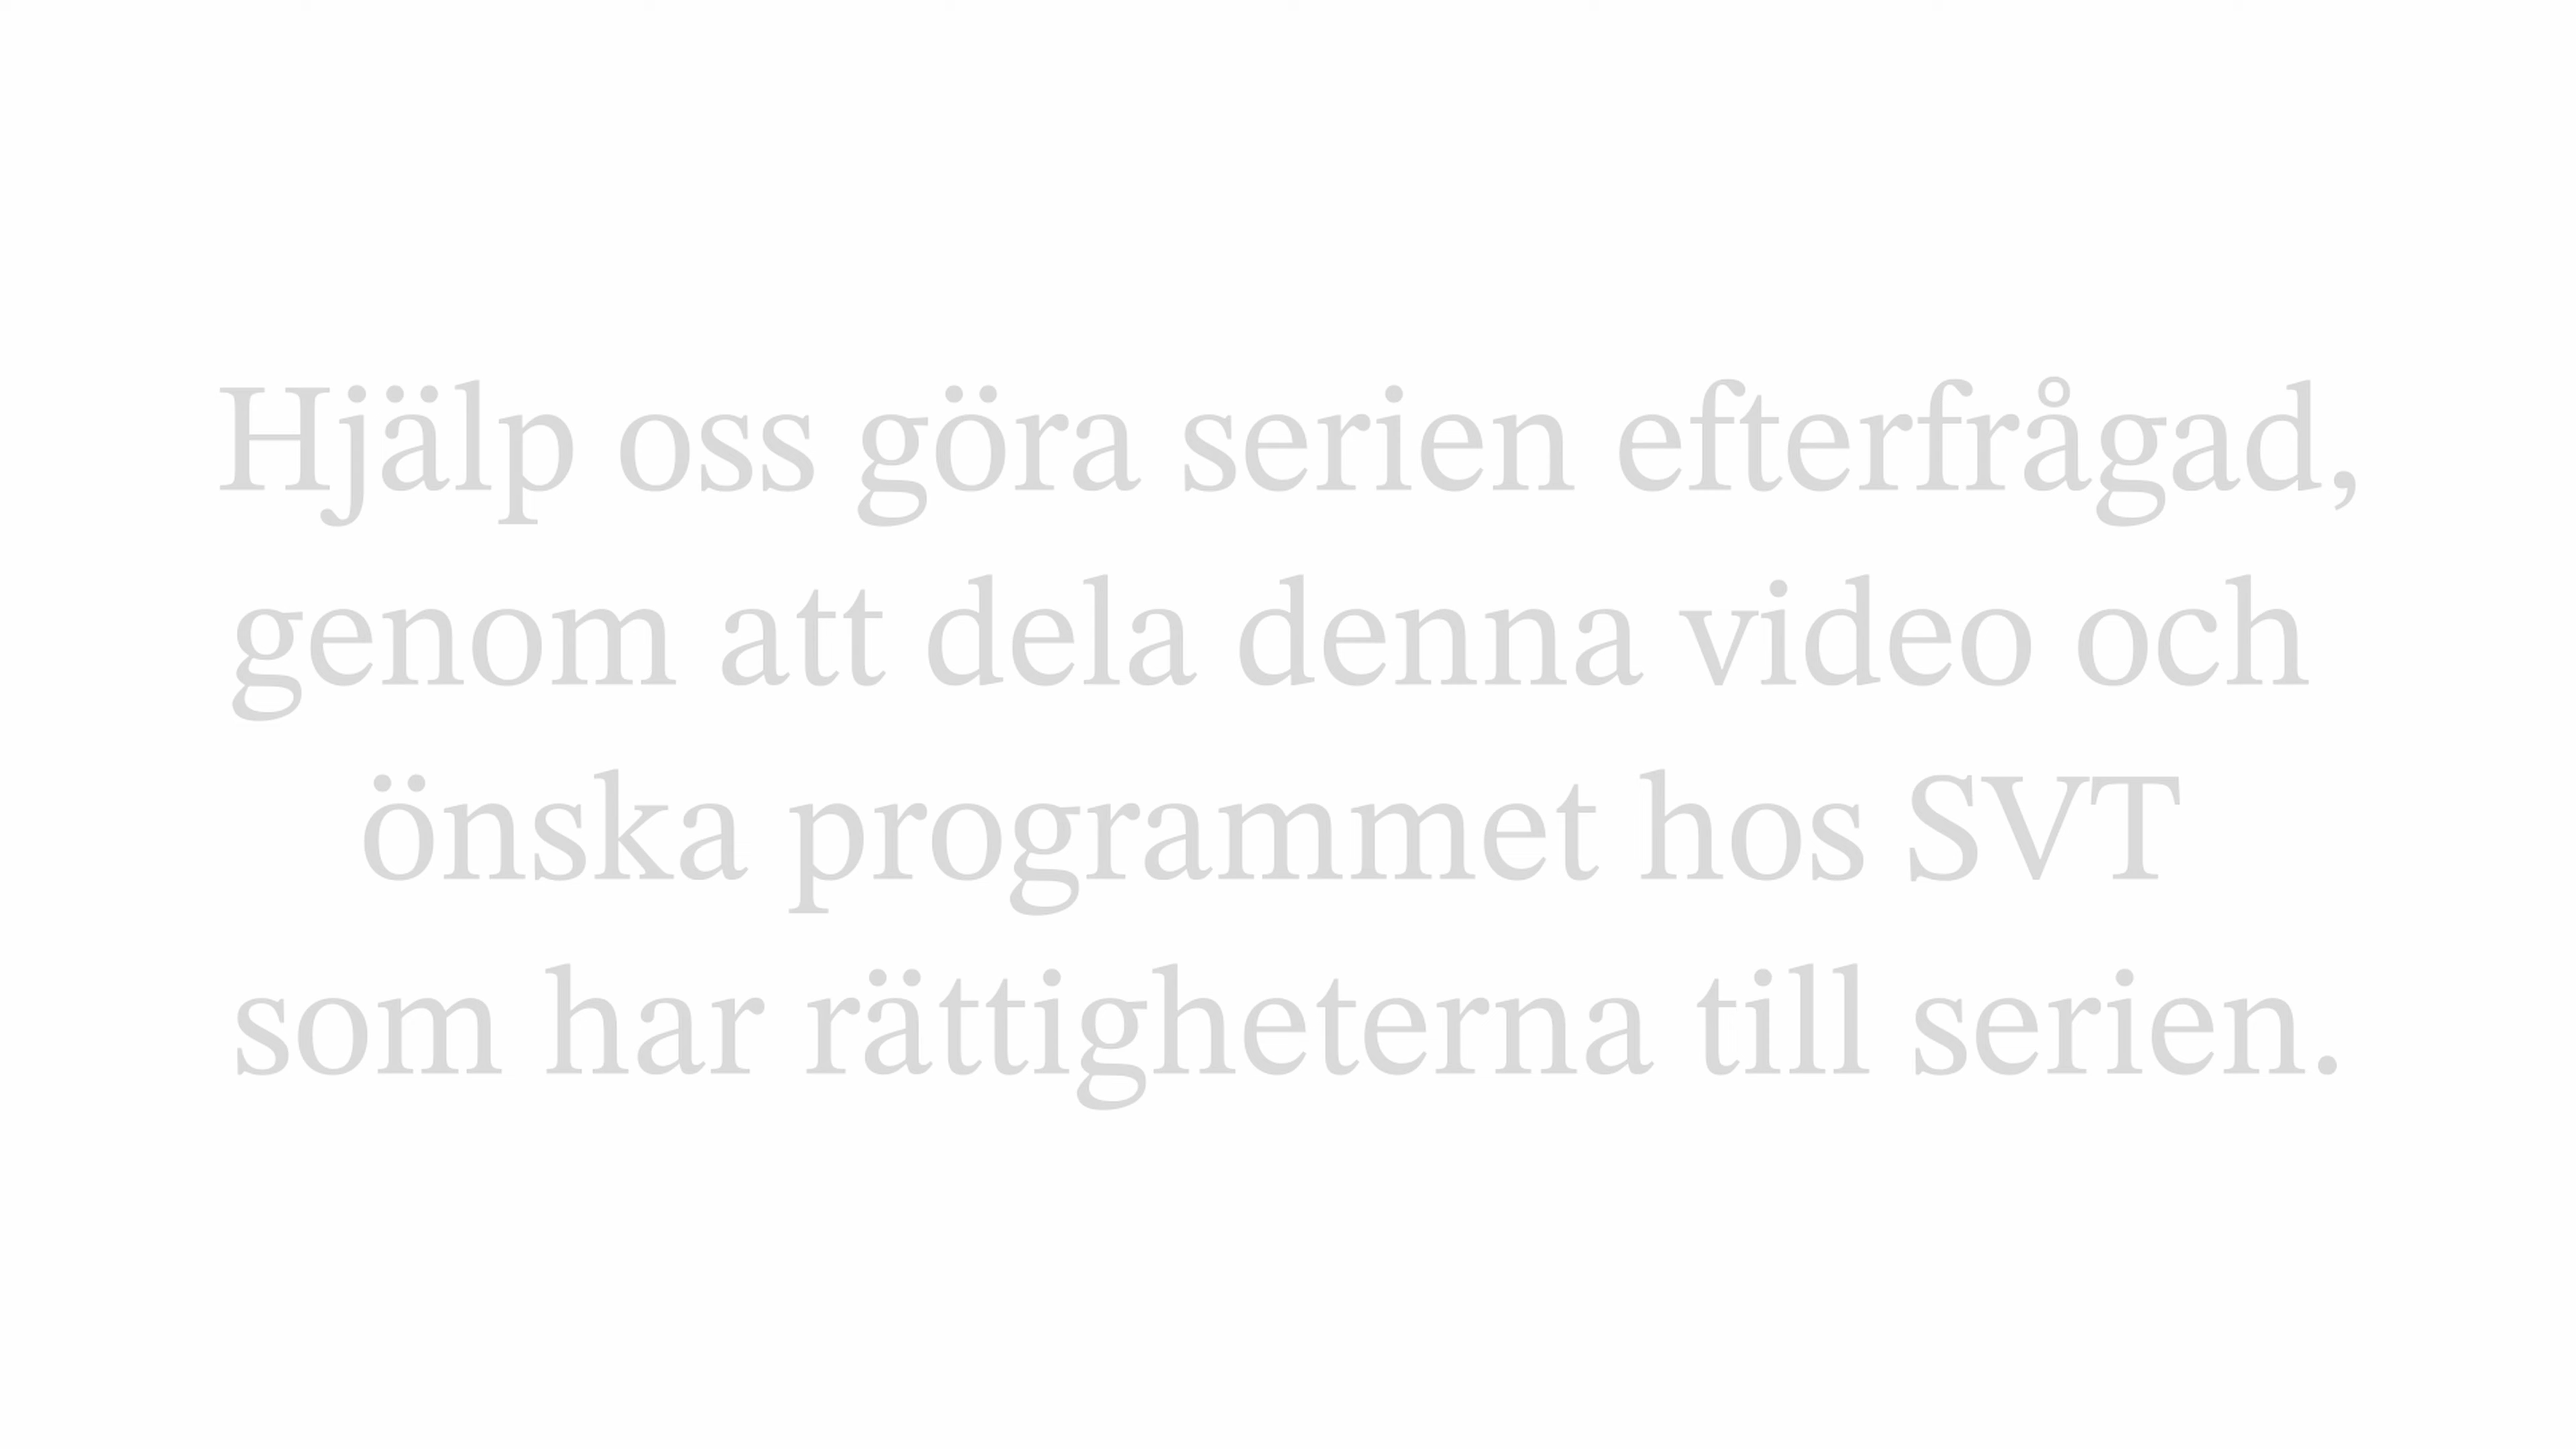 Hjälp oss göra serien efterfrågad,
genom att dela denna video och
önska programmet hos SVT
som har rättigheterna till serien.